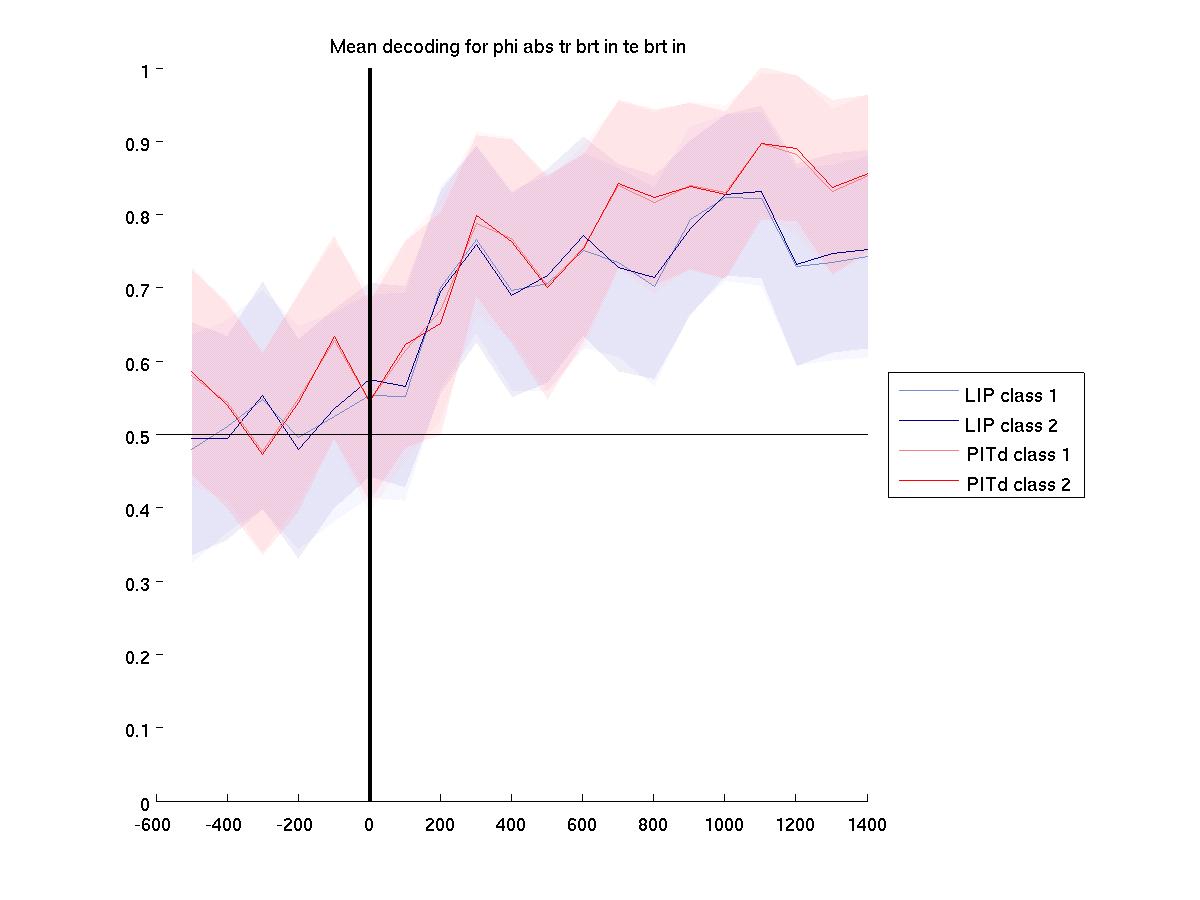 Mean decoding for phi abs tr brt in te brt in
1
0.9
0.8
0.7
0.6
0.5
0.4
0.3
0.2
0.1
0
-600 -400 -200 0 200 400 600 800 1000 1200 1400
LIP class 1
LIP class 2
PITd class 1
PITd class 2